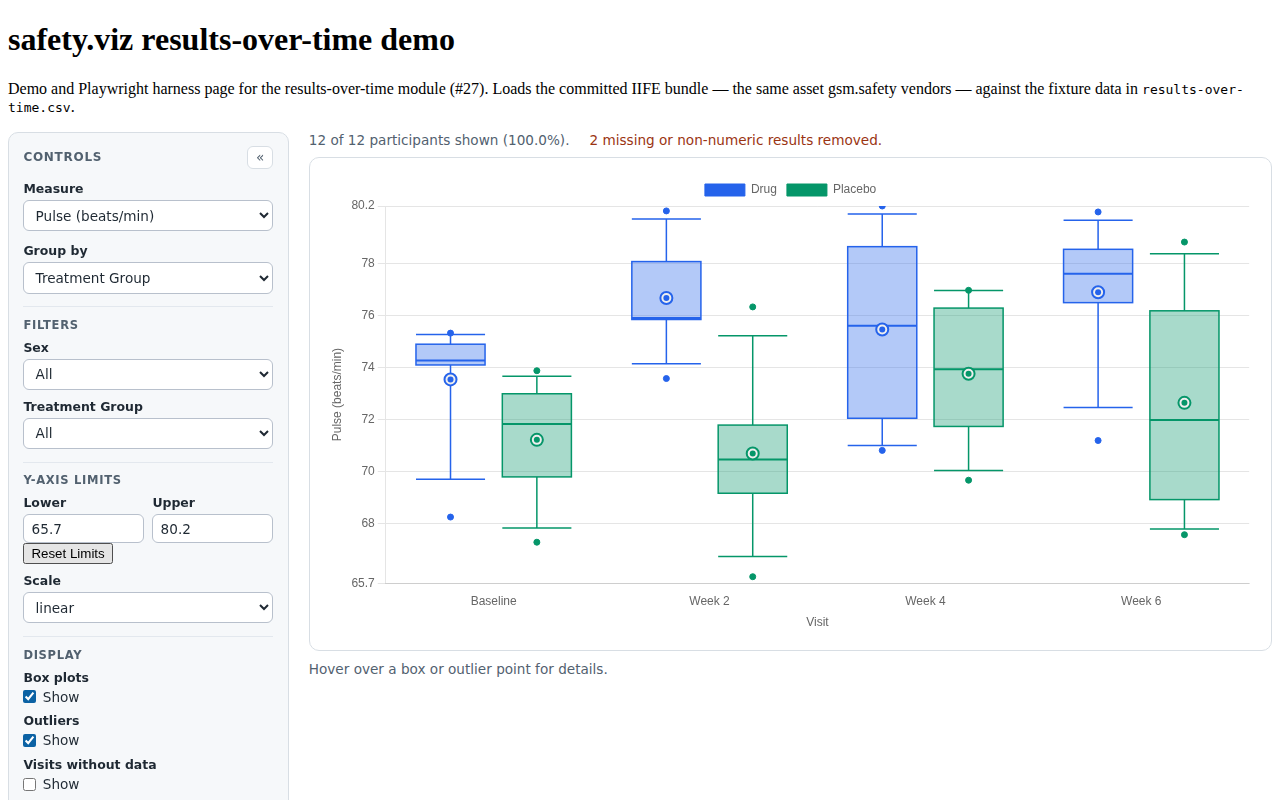 safety.viz results-over-time demo
Demo and Playwright harness page for the results-over-time module (#27). Loads the committed IIFE bundle — the same asset gsm.safety vendors — against the fixture data in results-over-
time.csv.
CONTROLS
«
Measure
Pulse (beats/min)
Group by
Treatment Group
FILTERS
Sex
All
Treatment Group
All
Y-AXIS LIMITS
Lower Upper
65.7 80.2
Reset Limits
Scale
linear
DISPLAY
Box plots
Show
Outliers
Show
Visits without data
Show
12 of 12 participants shown (100.0%). 2 missing or non-numeric results removed.
Drug Placebo
80.2
78
76
74
72
70
68
65.7
Pulse (beats/min)
Baseline Week 2 Week 4 Week 6
Visit
Hover over a box or outlier point for details.